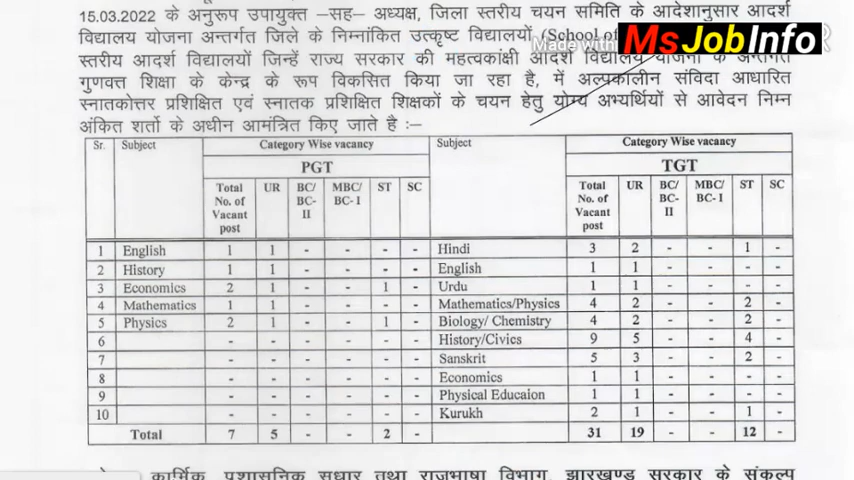 15.03.2022 के अनुरूप उपायुक्त –सह– अध्यक्ष, जिला स्तरीय चयन समिति के आदेशानुसार आदर्श
विद्यालय योजना अन्तर्गत जिले के निम्नांकित उत्कृष्ट विद्यालयों (School of
Made with
MsJobInfo
स्तरीय आदर्श विद्यालयों जिन्हें राज्य सरकार की महत्वकांक्षी आदर्श विद्यालय योजना के अन्तर्गत
गुणवत्त शिक्षा के केन्द्र के रूप विकसित किया जा रहा है, में अल्पकालीन संविदा आधारित
स्नातकोत्तर प्रशिक्षित एवं स्नातक प्रशिक्षित शिक्षकों के चयन हेतु योग्य अभ्यर्थियों से आवेदन निम्न
अंकित शर्तो के अधीन आमंत्रित किए जाते है :–
Sr. Subject Category Wise vacancy Subject Category Wise vacancy
PGT TGT
Total No. of Vacant post UR BC/ BC- II MBC/ BC- I ST SC Total No. of Vacant post UR BC/ BC- II MBC/ BC- I ST SC
1 English 1 1 - - - - Hindi 3 2 - - 1 -
2 History 1 1 - - - - English 1 1 - - - -
3 Economics 2 1 - - 1 - Urdu 1 1 - - - -
4 Mathematics 1 1 - - - - Mathematics/Physics 4 2 - - 2 -
5 Physics 2 1 - - 1 - Biology/ Chemistry 4 2 - - 2 -
6 - - - - - - History/Civics 9 5 - - 4 -
7 - - - - - - Sanskrit 5 3 - - 2 -
8 - - - - - - Economics 1 1 - - - -
9 - - - - - - Physical Educaion 1 1 - - - -
10 - - - - - - Kurukh 2 1 - - 1 -
Total 7 5 - - 2 - 31 19 - - 12 -
कार्मिक, प्रशासनिक सुधार तथा राजभाषा विभाग, झारखण्ड सरकार के संकल्प